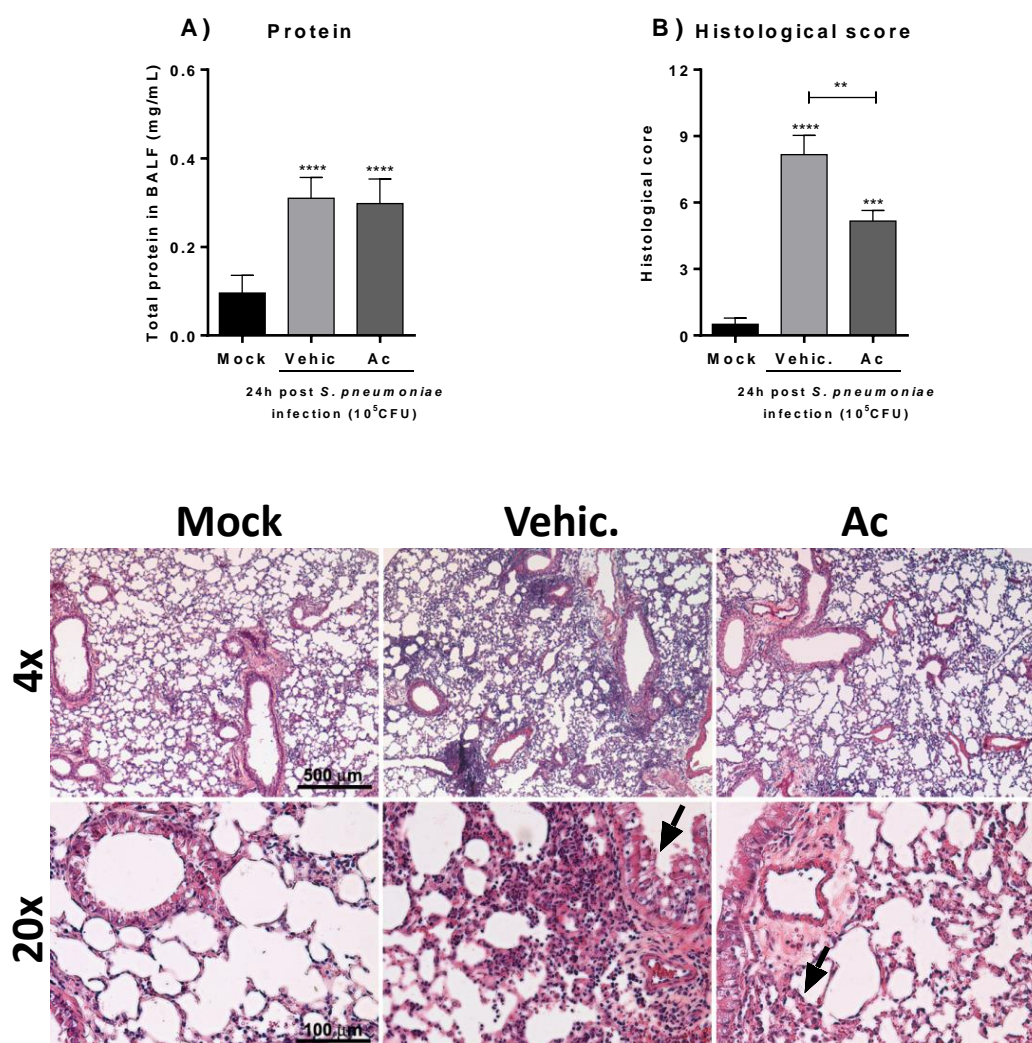 A) Protein
Total protein in BALF (mg/mL)
0.6
0.4
0.2
0.0
****
****
Mock Vehic Ac
24h post S. pneumoniae
infection (10⁵CFU)
B) Histological score
Histological core
12
9
6
3
0
**
****
***
Mock Vehic. Ac
24h post S. pneumoniae
infection (10⁵CFU)
Mock Vehic. Ac
4x
500 µm
20x
100 µm